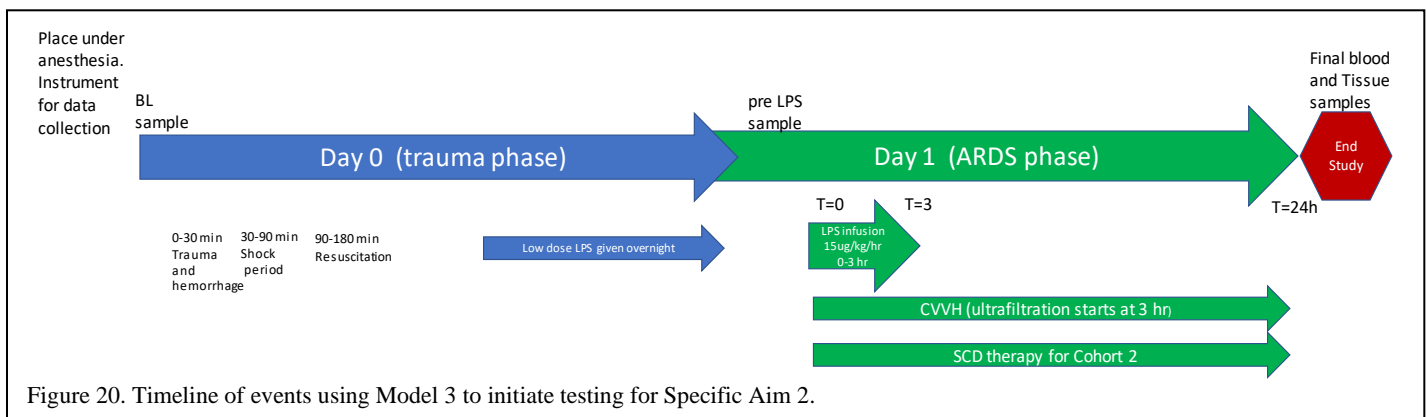 Place under
anesthesia.
Instrument
for data
collection
BL
sample
pre LPS
sample
Final blood
and Tissue
samples
Day 0 (trauma phase)
Day 1 (ARDS phase)
End
Study
T=0
T=3
T=24h
0-30 min
Trauma
and
hemorrhage
30-90 min
Shock
period
90-180 min
Resuscitation
Low dose LPS given overnight
LPS infusion
15ug/kg/hr
0-3 hr
CVVH (ultrafiltration starts at 3 hr)
SCD therapy for Cohort 2
Figure 20. Timeline of events using Model 3 to initiate testing for Specific Aim 2.